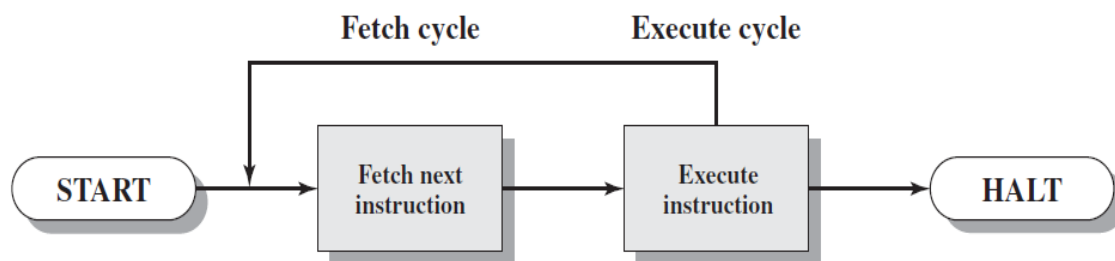 Fetch cycle
Execute cycle
START
Fetch next
instruction
Execute
instruction
HALT